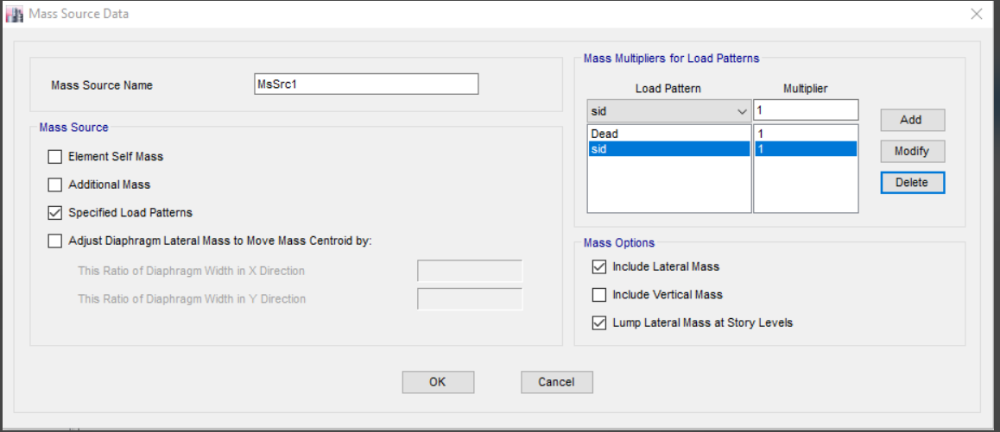 Mass Source Data
Mass Source Name
MsSrc1
Mass Source
Element Self Mass
Additional Mass
Specified Load Patterns
Adjust Diaphragm Lateral Mass to Move Mass Centroid by:
This Ratio of Diaphragm Width in X Direction
This Ratio of Diaphragm Width in Y Direction
Mass Multipliers for Load Patterns
Load Pattern Multiplier
sid 1
Dead 1
sid 1
Add
Modify
Delete
Mass Options
Include Lateral Mass
Include Vertical Mass
Lump Lateral Mass at Story Levels
OK Cancel